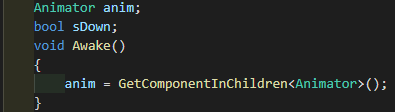 Animator anim;
bool sDown;
void Awake()
{
anim = GetComponentInChildren<Animator>();
}